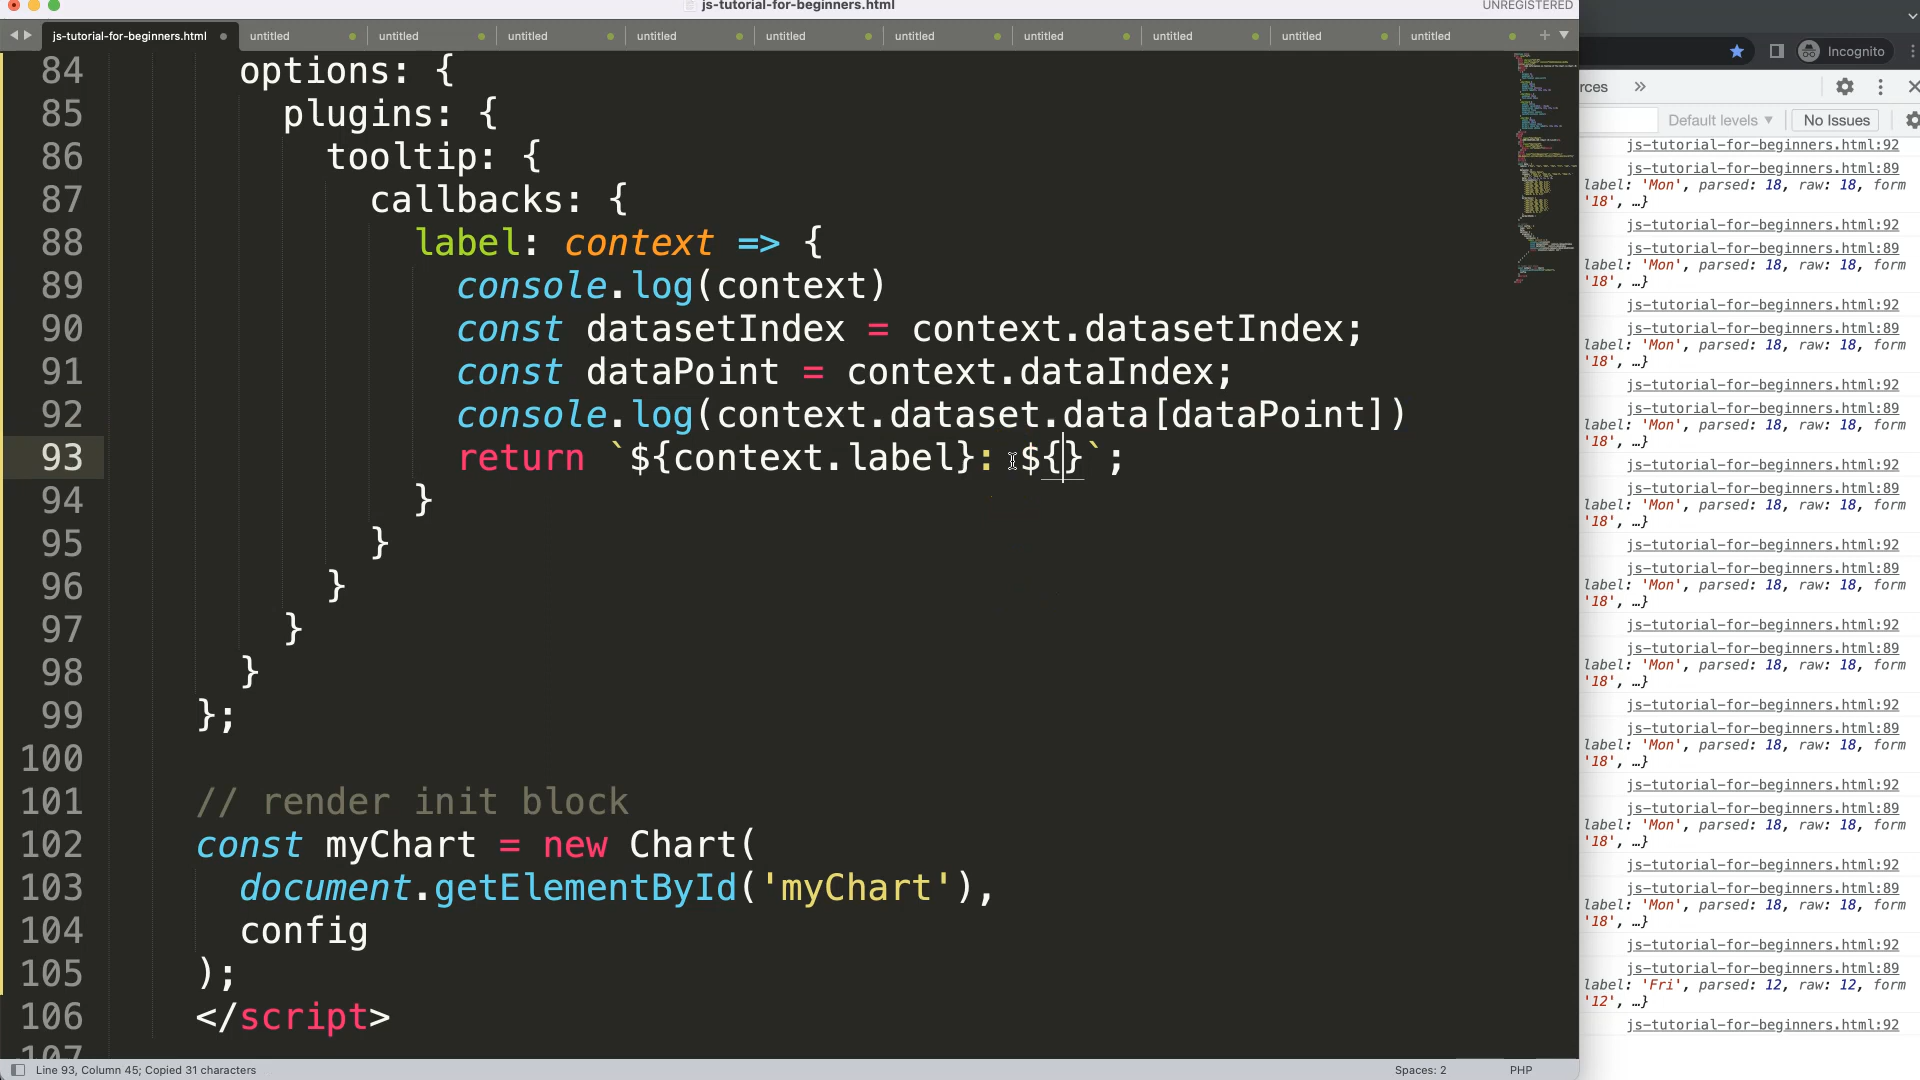 js-tutorial-for-beginners.html
UNREGISTERED
js-tutorial-for-beginners.html untitled untitled untitled untitled untitled untitled untitled untitled untitled untitled
Incognito
rces »
Default levels No Issues
84 options: {
85 plugins: {
86 tooltip: {
87 callbacks: {
88 label: context => {
89 console.log(context)
90 const datasetIndex = context.datasetIndex;
91 const dataPoint = context.dataIndex;
92 console.log(context.dataset.data[dataPoint])
93 return `${context.label}: ${}`;
94 }
95 }
96 }
97 }
98 }
99 };
100
101 // render init block
102 const myChart = new Chart(
103 document.getElementById('myChart'),
104 config
105 );
106 </script>
107
js-tutorial-for-beginners.html:92
js-tutorial-for-beginners.html:89
label: 'Mon', parsed: 18, raw: 18, form
'18', …}
js-tutorial-for-beginners.html:92
js-tutorial-for-beginners.html:89
label: 'Mon', parsed: 18, raw: 18, form
'18', …}
js-tutorial-for-beginners.html:92
js-tutorial-for-beginners.html:89
label: 'Mon', parsed: 18, raw: 18, form
'18', …}
js-tutorial-for-beginners.html:92
js-tutorial-for-beginners.html:89
label: 'Mon', parsed: 18, raw: 18, form
'18', …}
js-tutorial-for-beginners.html:92
js-tutorial-for-beginners.html:89
label: 'Mon', parsed: 18, raw: 18, form
'18', …}
js-tutorial-for-beginners.html:92
js-tutorial-for-beginners.html:89
label: 'Mon', parsed: 18, raw: 18, form
'18', …}
js-tutorial-for-beginners.html:92
js-tutorial-for-beginners.html:89
label: 'Mon', parsed: 18, raw: 18, form
'18', …}
js-tutorial-for-beginners.html:92
js-tutorial-for-beginners.html:89
label: 'Mon', parsed: 18, raw: 18, form
'18', …}
js-tutorial-for-beginners.html:92
js-tutorial-for-beginners.html:89
label: 'Mon', parsed: 18, raw: 18, form
'18', …}
js-tutorial-for-beginners.html:92
js-tutorial-for-beginners.html:89
label: 'Mon', parsed: 18, raw: 18, form
'18', …}
js-tutorial-for-beginners.html:92
js-tutorial-for-beginners.html:89
label: 'Fri', parsed: 12, raw: 12, form
'12', …}
js-tutorial-for-beginners.html:92
Line 93, Column 45; Copied 31 characters
Spaces: 2
PHP